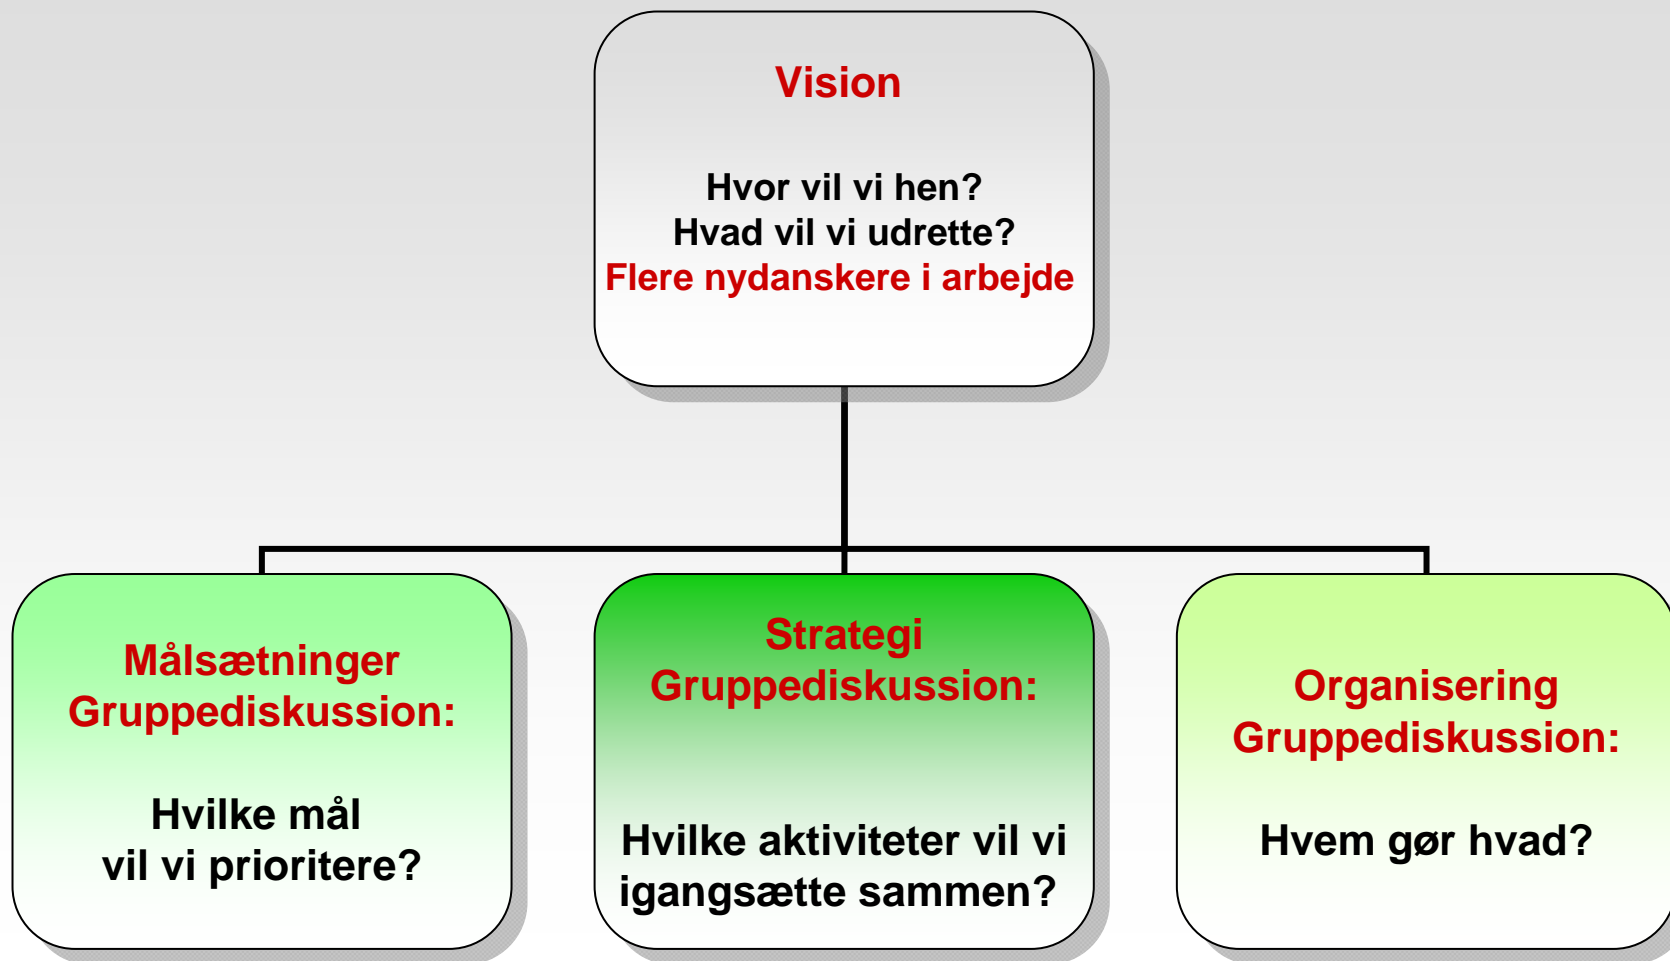 Vision
Hvor vil vi hen?
Hvad vil vi udrette?
Flere nydanskere i arbejde
Målsætninger
Gruppediskussion:
Hvilke mål
vil vi prioritere?
Strategi
Gruppediskussion:
Hvilke aktiviteter vil vi
igangsætte sammen?
Organisering
Gruppediskussion:
Hvem gør hvad?